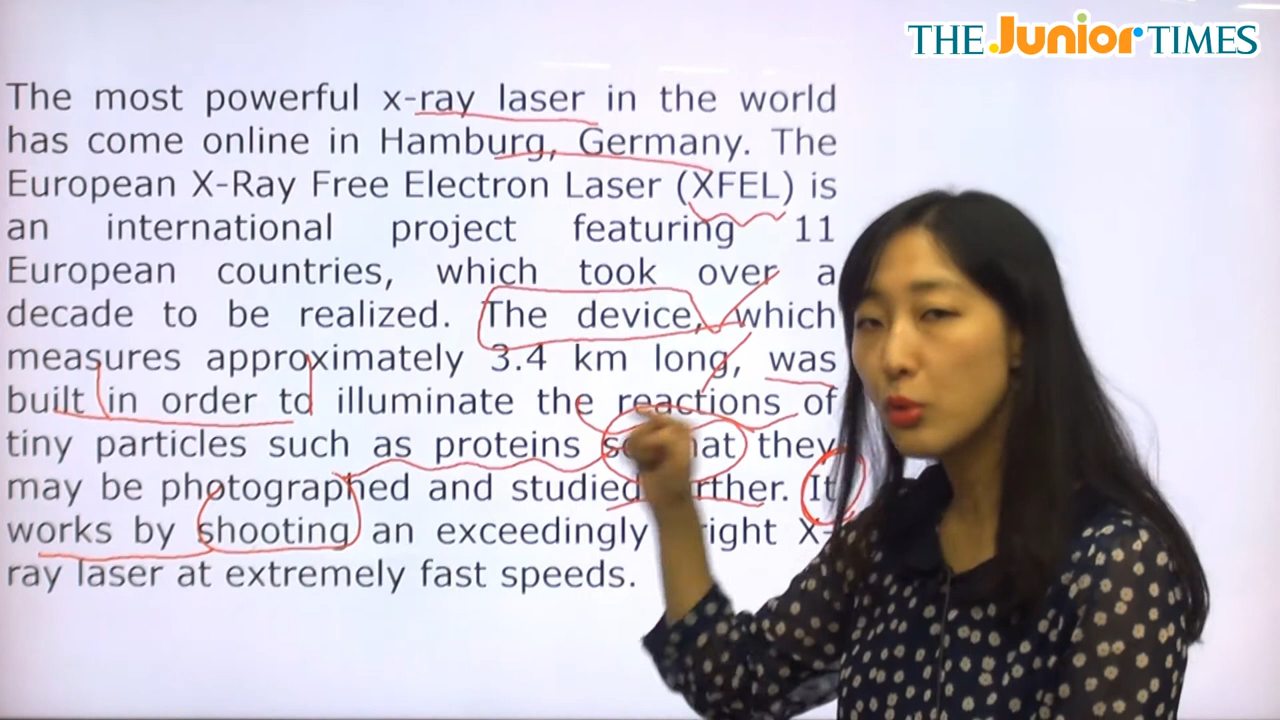 THE Junior TIMES
The most powerful x-ray laser in the world
has come online in Hamburg, Germany. The
European X-Ray Free Electron Laser (XFEL) is
an international project featuring 11
European countries, which took over a
decade to be realized. The device, which
measures approximately 3.4 km long, was
built in order to illuminate the reactions of
tiny particles such as proteins they
may be photographed and studied It
works by shooting an exceedingly X-
ray laser at extremely fast speeds.